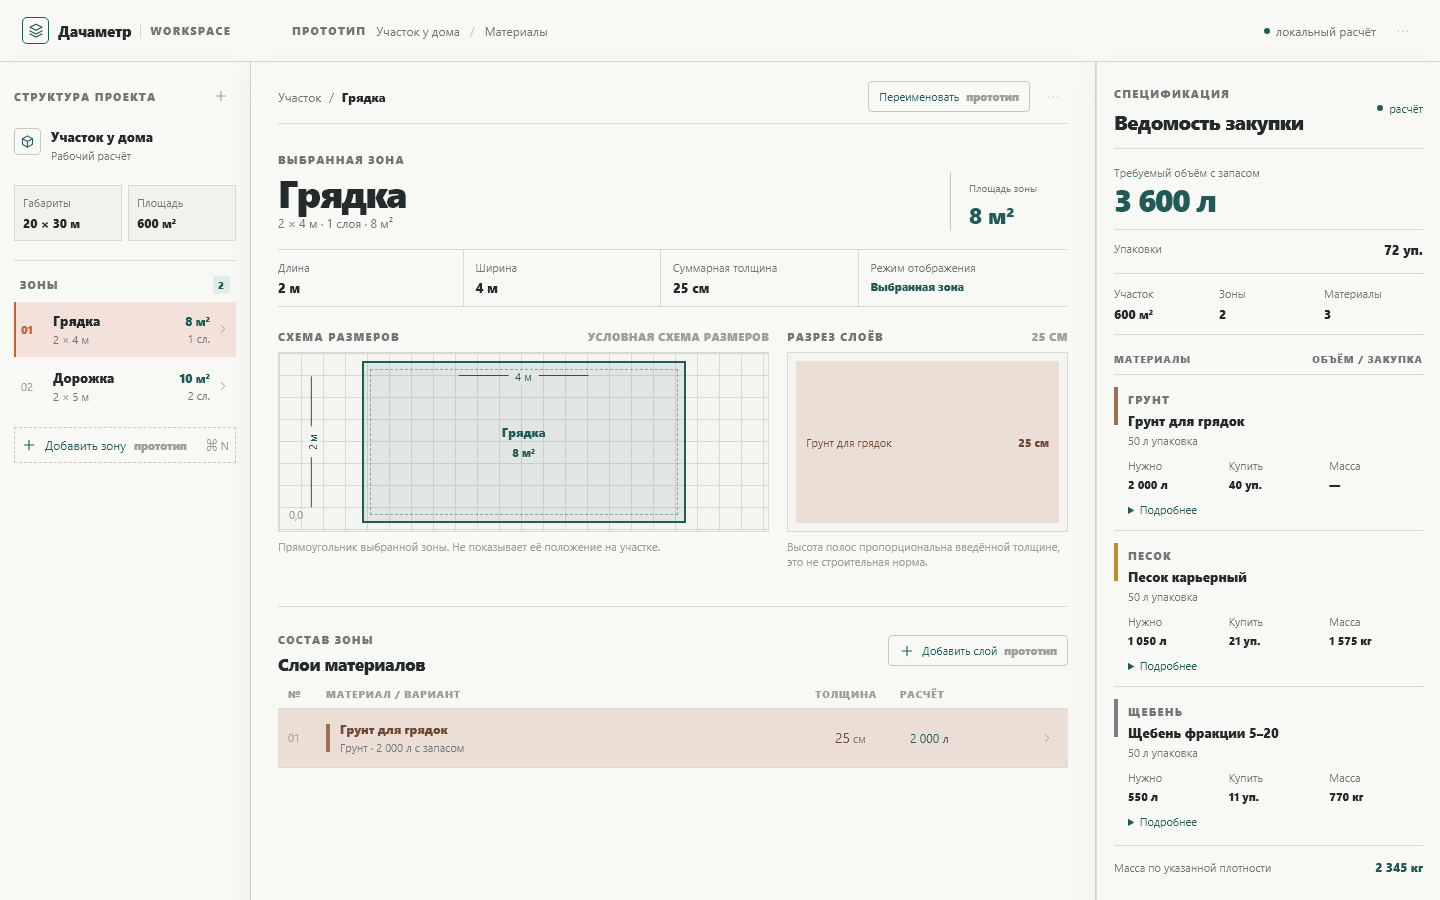 Дачаметр
WORKSPACE
ПРОТОТИП Участок у дома / Материалы
локальный расчёт
СТРУКТУРА ПРОЕКТА
Участок у дома
Рабочий расчёт
Габариты
20 × 30 м
Площадь
600 м²
ЗОНЫ
2
01
Грядка
8 м²
2 × 4 м
1 сл.
02
Дорожка
10 м²
2 × 5 м
2 сл.
Добавить зону прототип ⌘ N
Участок / Грядка
Переименовать прототип
ВЫБРАННАЯ ЗОНА
Грядка
2 × 4 м · 1 слоя · 8 м²
Площадь зоны
8 м²
Длина
2 м
Ширина
4 м
Суммарная толщина
25 см
Режим отображения
Выбранная зона
СХЕМА РАЗМЕРОВ
УСЛОВНАЯ СХЕМА РАЗМЕРОВ
4 м
2 м
Грядка
8 м²
0,0
Прямоугольник выбранной зоны. Не показывает её положение на участке.
РАЗРЕЗ СЛОЁВ
25 СМ
Грунт для грядок
25 см
Высота полос пропорциональна введённой толщине,
это не строительная норма.
СОСТАВ ЗОНЫ
Слои материалов
Добавить слой прототип
№
МАТЕРИАЛ / ВАРИАНТ
ТОЛЩИНА
РАСЧЁТ
01
Грунт для грядок
Грунт · 2 000 л с запасом
25 см
2 000 л
СПЕЦИФИКАЦИЯ
Ведомость закупки
расчёт
Требуемый объём с запасом
3 600 л
Упаковки
72 уп.
Участок
600 м²
Зоны
2
Материалы
3
МАТЕРИАЛЫ
ОБЪЁМ / ЗАКУПКА
ГРУНТ
Грунт для грядок
50 л упаковка
Нужно
2 000 л
Купить
40 уп.
Масса
—
Подробнее
ПЕСОК
Песок карьерный
50 л упаковка
Нужно
1 050 л
Купить
21 уп.
Масса
1 575 кг
Подробнее
ЩЕБЕНЬ
Щебень фракции 5–20
50 л упаковка
Нужно
550 л
Купить
11 уп.
Масса
770 кг
Подробнее
Масса по указанной плотности
2 345 кг